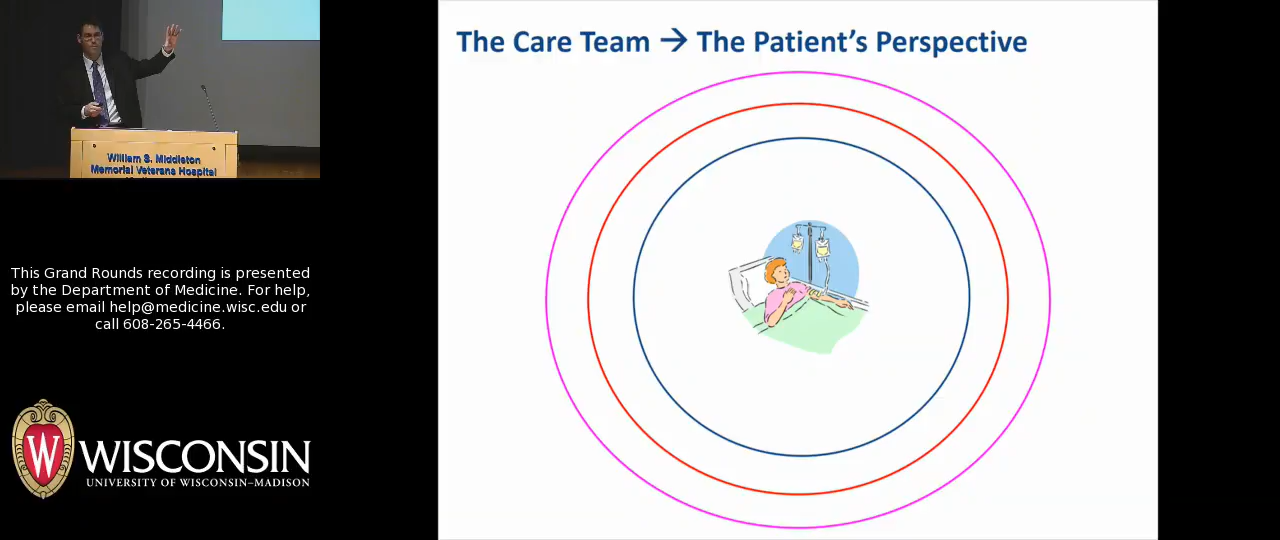 The Care Team → The Patient's Perspective
William S. Middleton
Memorial Veterans Hospital
This Grand Rounds recording is presented
by the Department of Medicine. For help,
please email help@medicine.wisc.edu or
call 608-265-4466.
W
WISCONSIN
UNIVERSITY OF WISCONSIN–MADISON